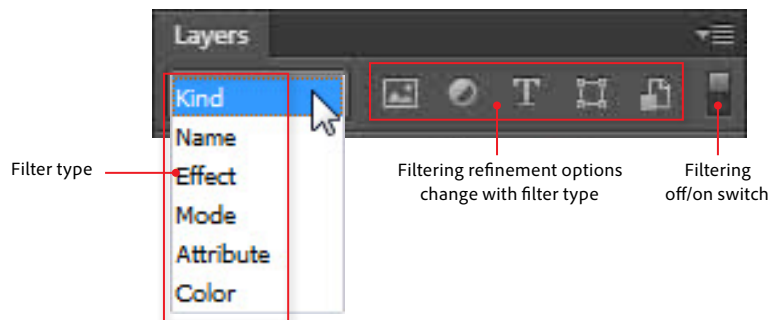 Layers
Kind
Name
Effect
Mode
Attribute
Color
T
Filter type
Filtering refinement options
change with filter type
Filtering
off/on switch